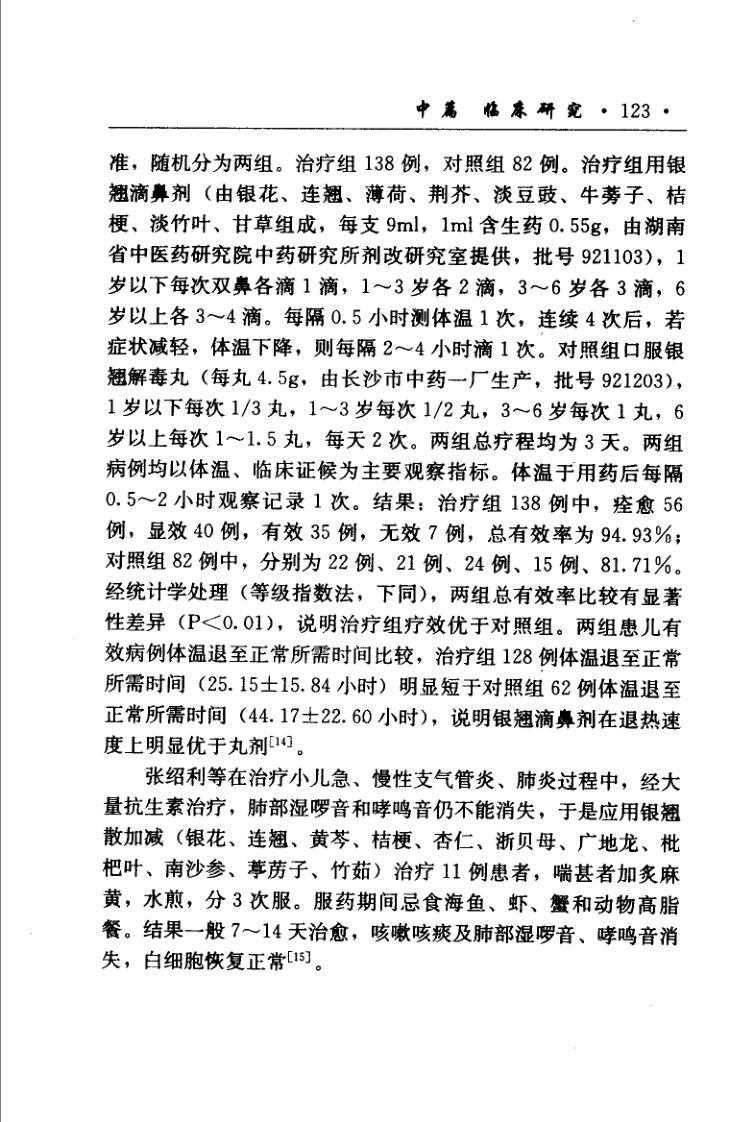 中篇　临床研究·123·
准，随机分为两组。治疗组 138 例，对照组 82 例。治疗组用银
翘滴鼻剂（由银花、连翘、薄荷、荆芥、淡豆豉、牛蒡子、桔
梗、淡竹叶、甘草组成，每支 9ml，1ml 含生药 0.55g，由湖南
省中医药研究院中药研究所剂改研究室提供，批号 921103），1
岁以下每次双鼻各滴 1 滴，1～3 岁各 2 滴，3～6 岁各 3 滴，6
岁以上各 3～4 滴。每隔 0.5 小时测体温 1 次，连续 4 次后，若
症状减轻，体温下降，则每隔 2～4 小时滴 1 次。对照组口服银
翘解毒丸（每丸 4.5g，由长沙市中药一厂生产，批号 921203），
1 岁以下每次 1/3 丸，1～3 岁每次 1/2 丸，3～6 岁每次 1 丸，6
岁以上每次 1～1.5 丸，每天 2 次。两组总疗程均为 3 天。两组
病例均以体温、临床证候为主要观察指标。体温于用药后每隔
0.5～2 小时观察记录 1 次。结果：治疗组 138 例中，痊愈 56
例，显效 40 例，有效 35 例，无效 7 例，总有效率为 94.93%；
对照组 82 例中，分别为 22 例、21 例、24 例、15 例、81.71%。
经统计学处理（等级指数法，下同），两组总有效率比较有显著
性差异（P＜0.01），说明治疗组疗效优于对照组。两组患儿有
效病例体温退至正常所需时间比较，治疗组 128 例体温退至正常
所需时间（25.15±15.84 小时）明显短于对照组 62 例体温退至
正常所需时间（44.17±22.60 小时），说明银翘滴鼻剂在退热速
度上明显优于丸剂[14]。
张绍利等在治疗小儿急、慢性支气管炎、肺炎过程中，经大
量抗生素治疗，肺部湿啰音和哮鸣音仍不能消失，于是应用银翘
散加减（银花、连翘、黄芩、桔梗、杏仁、浙贝母、广地龙、枇
杷叶、南沙参、葶苈子、竹茹）治疗 11 例患者，喘甚者加炙麻
黄，水煎，分 3 次服。服药期间忌食海鱼、虾、蟹和动物高脂
餐。结果一般 7～14 天治愈，咳嗽咳痰及肺部湿啰音、哮鸣音消
失，白细胞恢复正常[15]。